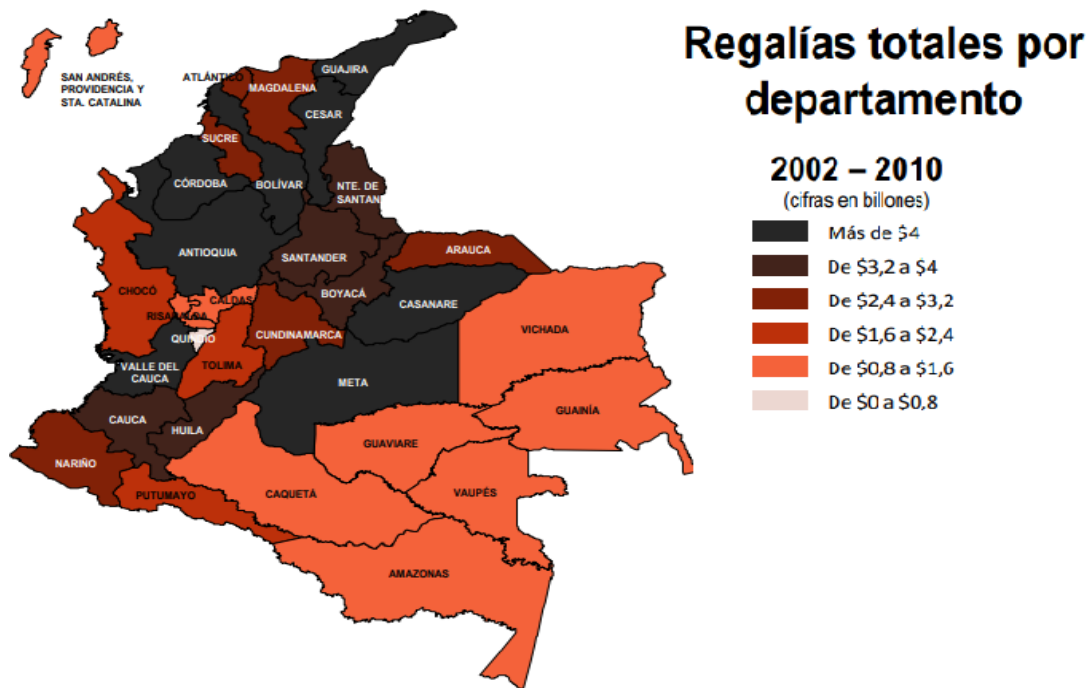 Regalías totales por
departamento
2002 – 2010
(cifras en billones)
Más de $4
De $3,2 a $4
De $2,4 a $3,2
De $1,6 a $2,4
De $0,8 a $1,6
De $0 a $0,8
SAN ANDRÉS,
PROVIDENCIA Y
STA. CATALINA
ATLÁNTICO
GUAJIRA
MAGDALENA
CESAR
SUCRE
CÓRDOBA
BOLÍVAR
NTE. DE
SANTAN
ANTIOQUIA
SANTANDER
ARAUCA
CHOCÓ
CALDAS
BOYACÁ
CASANARE
RISARALDA
QUINDIO
CUNDINAMARCA
VICHADA
VALLE DEL
CAUCA
TOLIMA
META
CAUCA
HUILA
GUAINÍA
GUAVIARE
NARIÑO
PUTUMAYO
CAQUETÁ
VAUPÉS
AMAZONAS